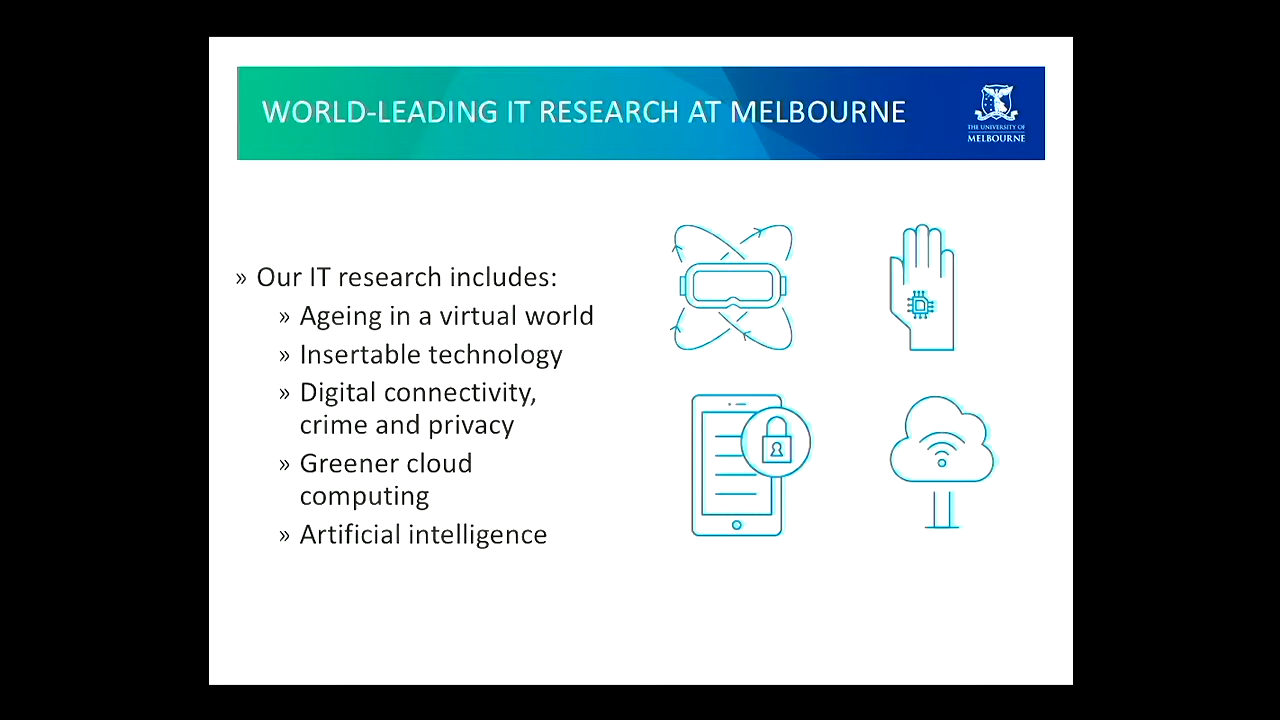 WORLD-LEADING IT RESEARCH AT MELBOURNE
THE UNIVERSITY OF
MELBOURNE
» Our IT research includes:
» Ageing in a virtual world
» Insertable technology
» Digital connectivity,
crime and privacy
» Greener cloud
computing
» Artificial intelligence